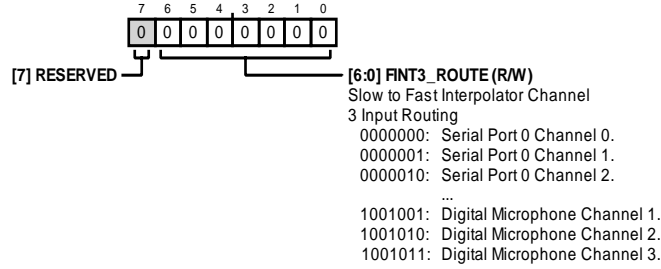 7 6 5 4 3 2 1 0
0 0 0 0 0 0 0 0
[7] RESERVED
[6:0] FINT3_ROUTE (R/W)
Slow to Fast Interpolator Channel
3 Input Routing
0000000: Serial Port 0 Channel 0.
0000001: Serial Port 0 Channel 1.
0000010: Serial Port 0 Channel 2.
...
1001001: Digital Microphone Channel 1.
1001010: Digital Microphone Channel 2.
1001011: Digital Microphone Channel 3.